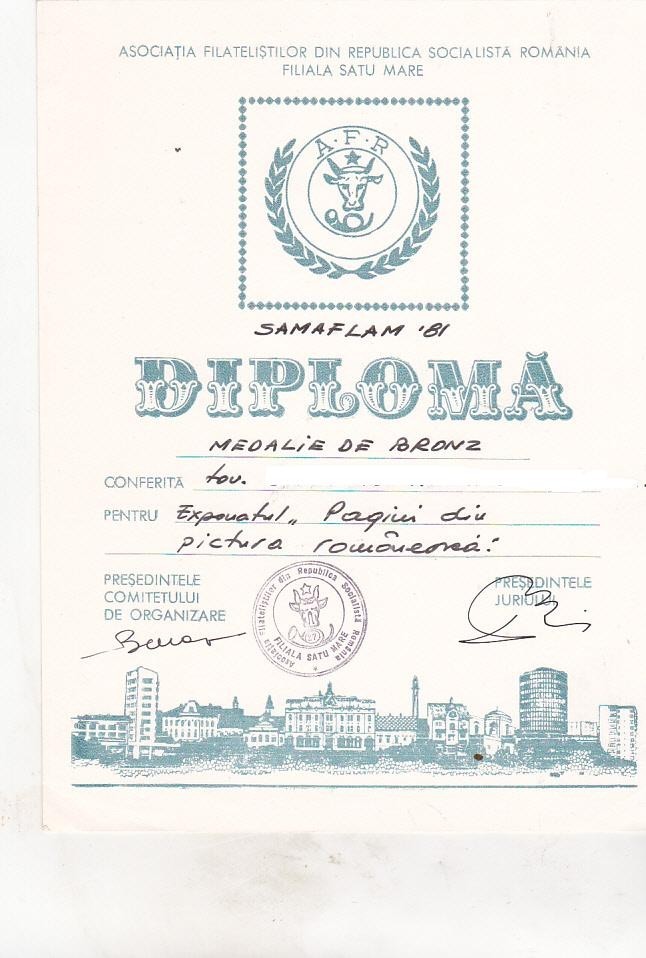 ASOCIAȚIA FILATELIȘTILOR DIN REPUBLICA SOCIALISTĂ ROMÂNIA
FILIALA SATU MARE
A·F·R
SAMAFLAM '81
DIPLOMĂ
MEDALIE DE BRONZ
CONFERITĂ tov.
PENTRU Exponatul „Pagini din
pictura românească."
PREȘEDINTELE
COMITETULUI
DE ORGANIZARE
PREȘEDINTELE
JURIULUI
Asociația Filateliștilor din Republica Socialistă România
FILIALA SATU MARE